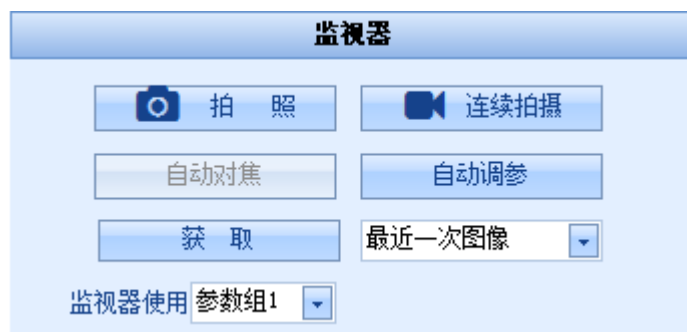 监视器
拍 照 连续拍摄
自动对焦 自动调参
获 取 最近一次图像
监视器使用 参数组1